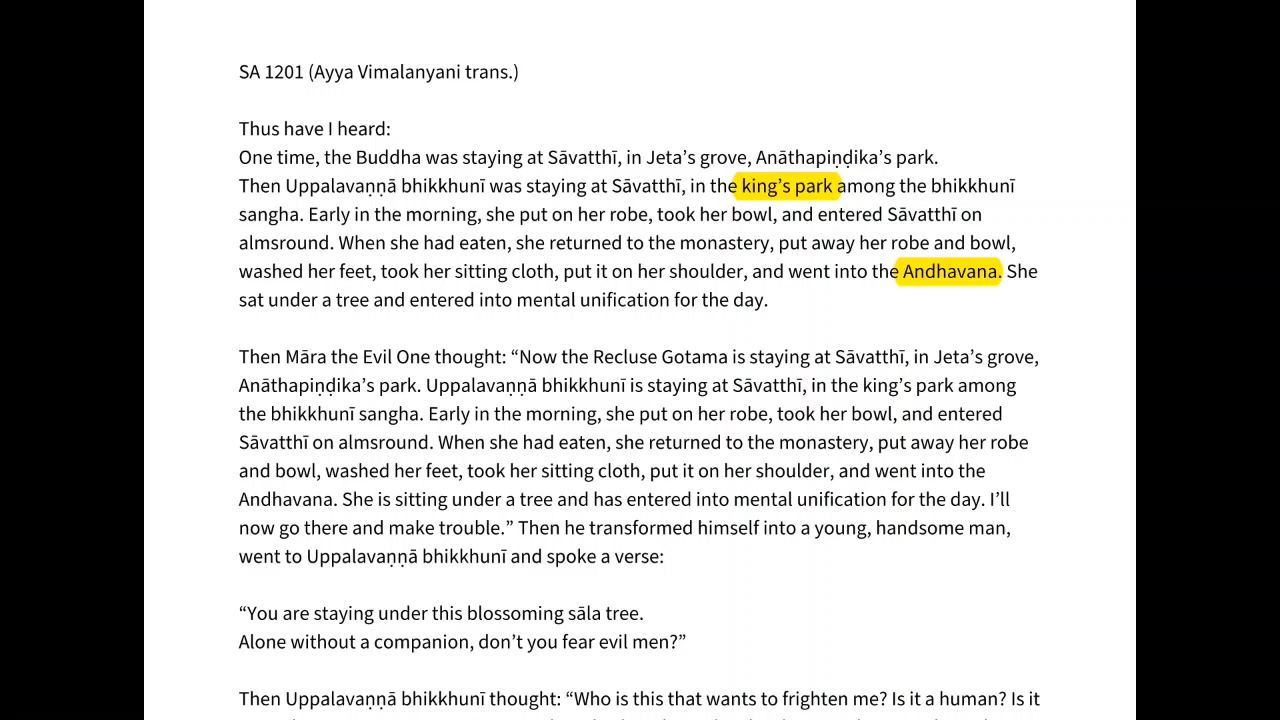 SA 1201 (Ayya Vimalanyani trans.)
Thus have I heard:
One time, the Buddha was staying at Sāvatthī, in Jeta’s grove, Anāthapiṇḍika’s park.
Then Uppalavaṇṇā bhikkhunī was staying at Sāvatthī, in the king’s park among the bhikkhunī
sangha. Early in the morning, she put on her robe, took her bowl, and entered Sāvatthī on
almsround. When she had eaten, she returned to the monastery, put away her robe and bowl,
washed her feet, took her sitting cloth, put it on her shoulder, and went into the Andhavana. She
sat under a tree and entered into mental unification for the day.
Then Māra the Evil One thought: “Now the Recluse Gotama is staying at Sāvatthī, in Jeta’s grove,
Anāthapiṇḍika’s park. Uppalavaṇṇā bhikkhunī is staying at Sāvatthī, in the king’s park among
the bhikkhunī sangha. Early in the morning, she put on her robe, took her bowl, and entered
Sāvatthī on almsround. When she had eaten, she returned to the monastery, put away her robe
and bowl, washed her feet, took her sitting cloth, put it on her shoulder, and went into the
Andhavana. She is sitting under a tree and has entered into mental unification for the day. I’ll
now go there and make trouble.” Then he transformed himself into a young, handsome man,
went to Uppalavaṇṇā bhikkhunī and spoke a verse:
“You are staying under this blossoming sāla tree.
Alone without a companion, don’t you fear evil men?”
Then Uppalavaṇṇā bhikkhunī thought: “Who is this that wants to frighten me? Is it a human? Is it